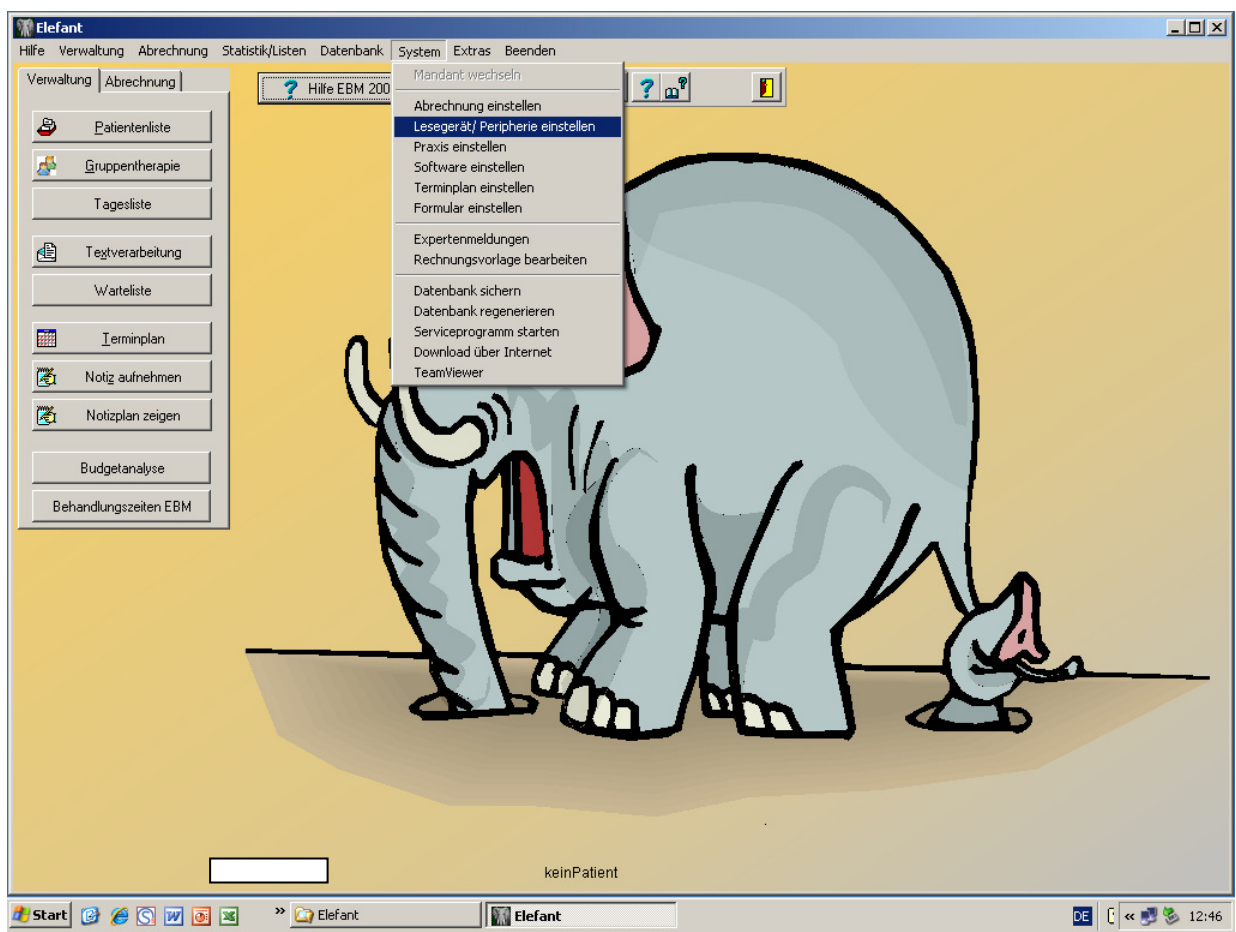 Elefant
Hilfe Verwaltung Abrechnung Statistik/Listen Datenbank System Extras Beenden
Verwaltung Abrechnung
Hilfe EBM 200
Patientenliste
Gruppentherapie
Tagesliste
Textverarbeitung
Warteliste
Terminplan
Notiz aufnehmen
Notizplan zeigen
Budgetanalyse
Behandlungszeiten EBM
Mandant wechseln
Abrechnung einstellen
Lesegerät/ Peripherie einstellen
Praxis einstellen
Software einstellen
Terminplan einstellen
Formular einstellen
Expertenmeldungen
Rechnungsvorlage bearbeiten
Datenbank sichern
Datenbank regenerieren
Serviceprogramm starten
Download über Internet
TeamViewer
keinPatient
Start » Elefant Elefant DE « 12:46